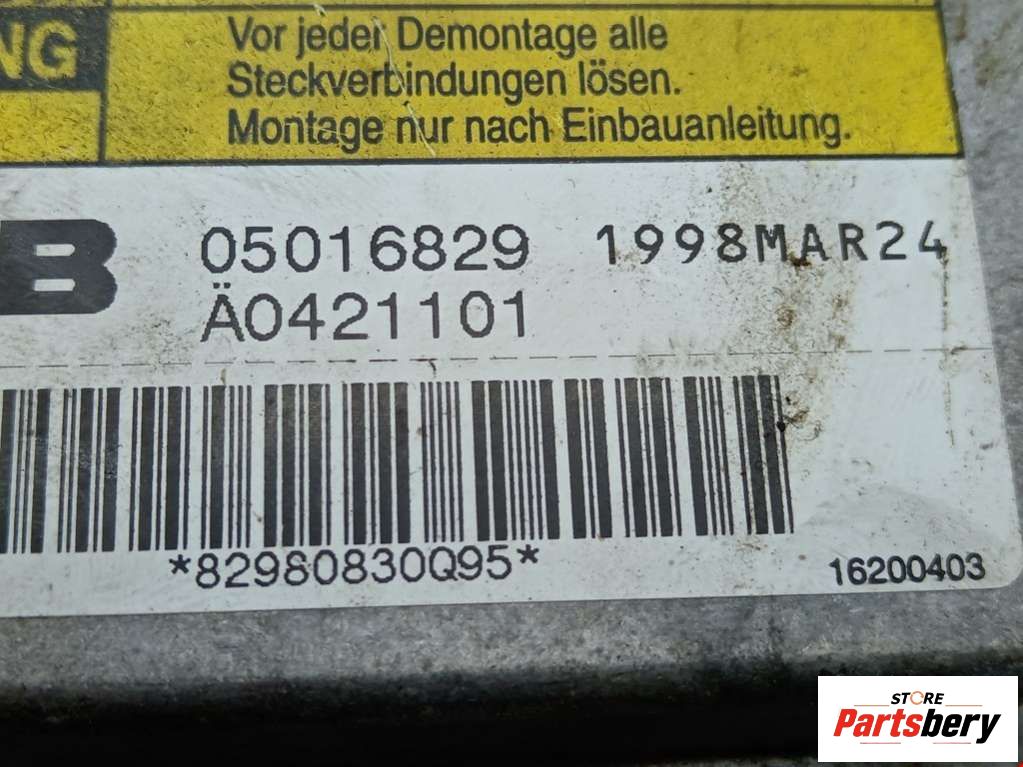 NG
Vor jeder Demontage alle
Steckverbindungen lösen.
Montage nur nach Einbauanleitung.
B
05016829 1998MAR24
Ä0421101
*82980830Q95*
16200403
STORE
Partsbery